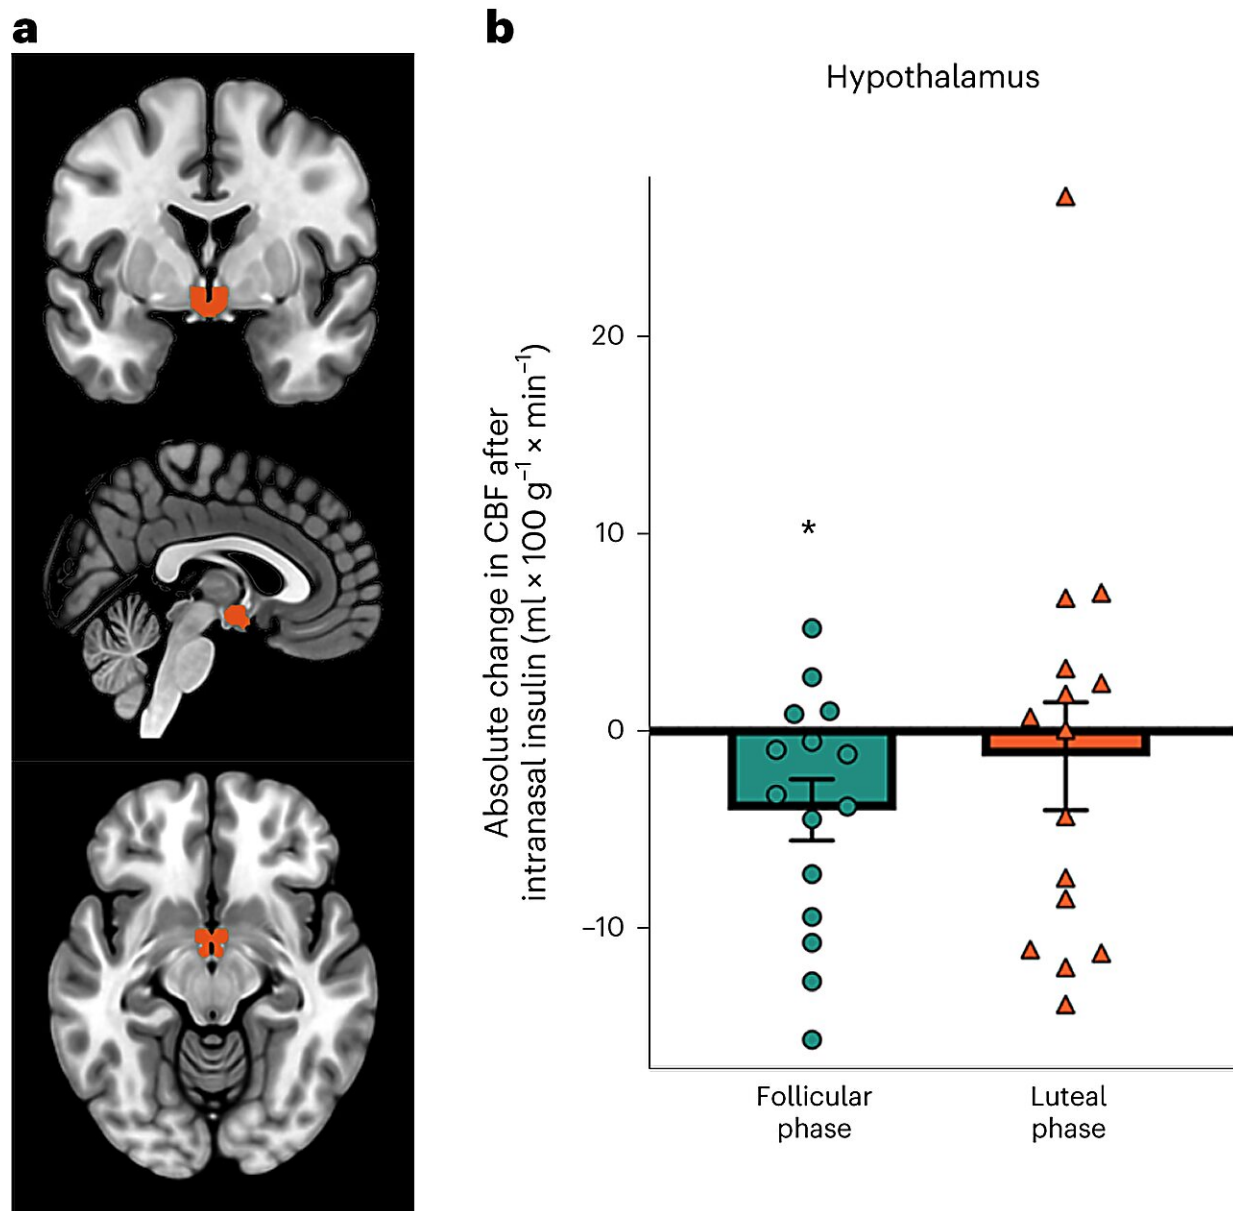 a
b
Hypothalamus
Absolute change in CBF after
intranasal insulin (ml × 100 g⁻¹ × min⁻¹)
20
10
0
–10
*
Follicular
phase
Luteal
phase